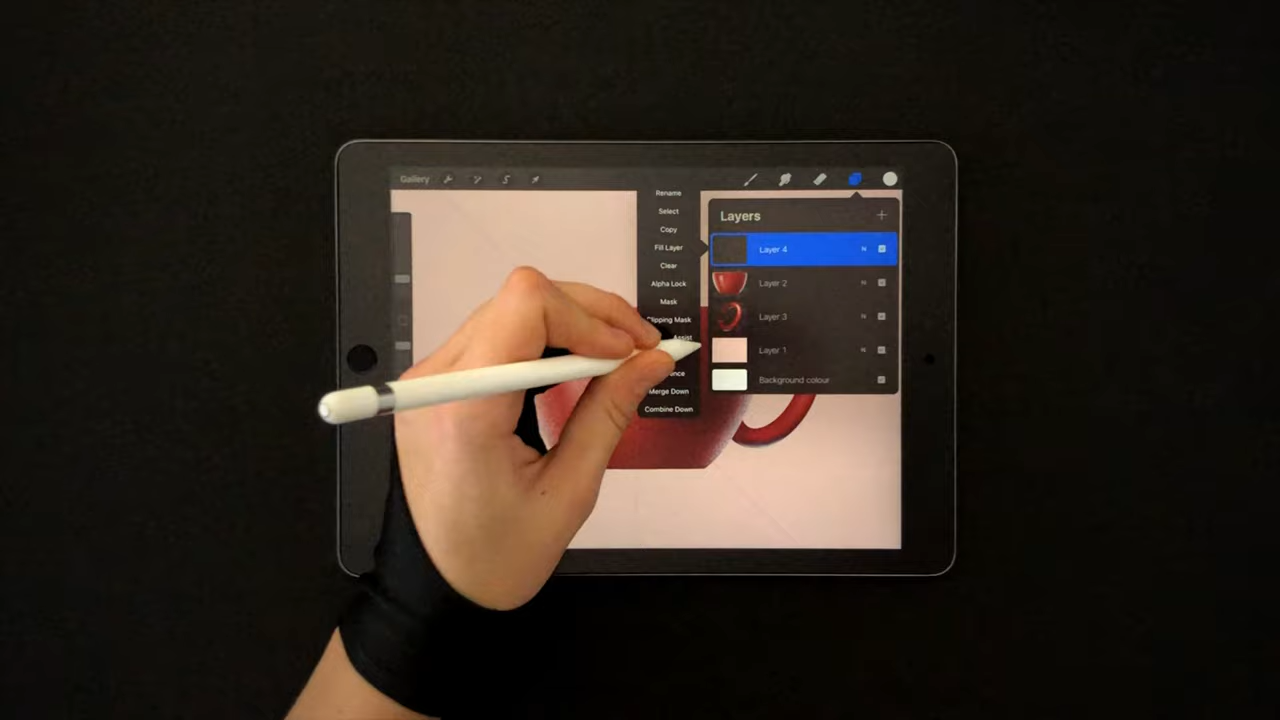 Gallery
Rename
Select
Copy
Fill Layer
Clear
Alpha Lock
Mask
Clipping Mask
Assist
Merge Down
Combine Down
Layers
Layer 4 N
Layer 2 N
Layer 3 N
Layer 1 N
Background colour